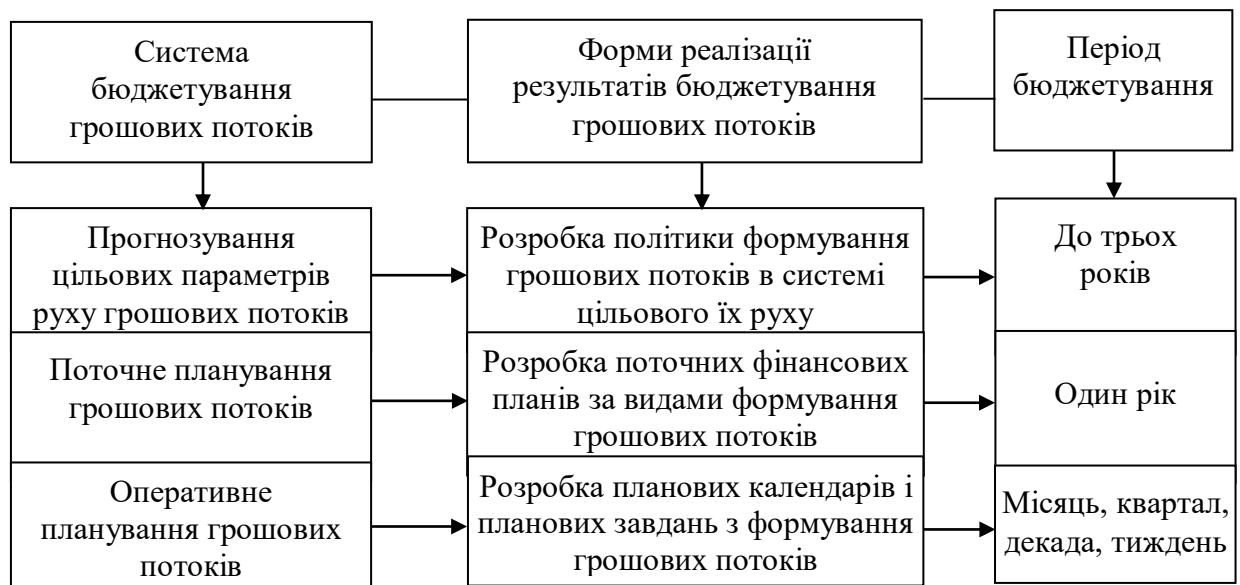 Система
бюджетування
грошових потоків
Форми реалізації
результатів бюджетування
грошових потоків
Період
бюджетування
Прогнозування
цільових параметрів
руху грошових потоків
Розробка політики формування
грошових потоків в системі
цільового їх руху
До трьох
років
Поточне планування
грошових потоків
Розробка поточних фінансових
планів за видами формування
грошових потоків
Один рік
Оперативне
планування грошових
потоків
Розробка планових календарів і
планових завдань з формування
грошових потоків
Місяць, квартал,
декада, тиждень